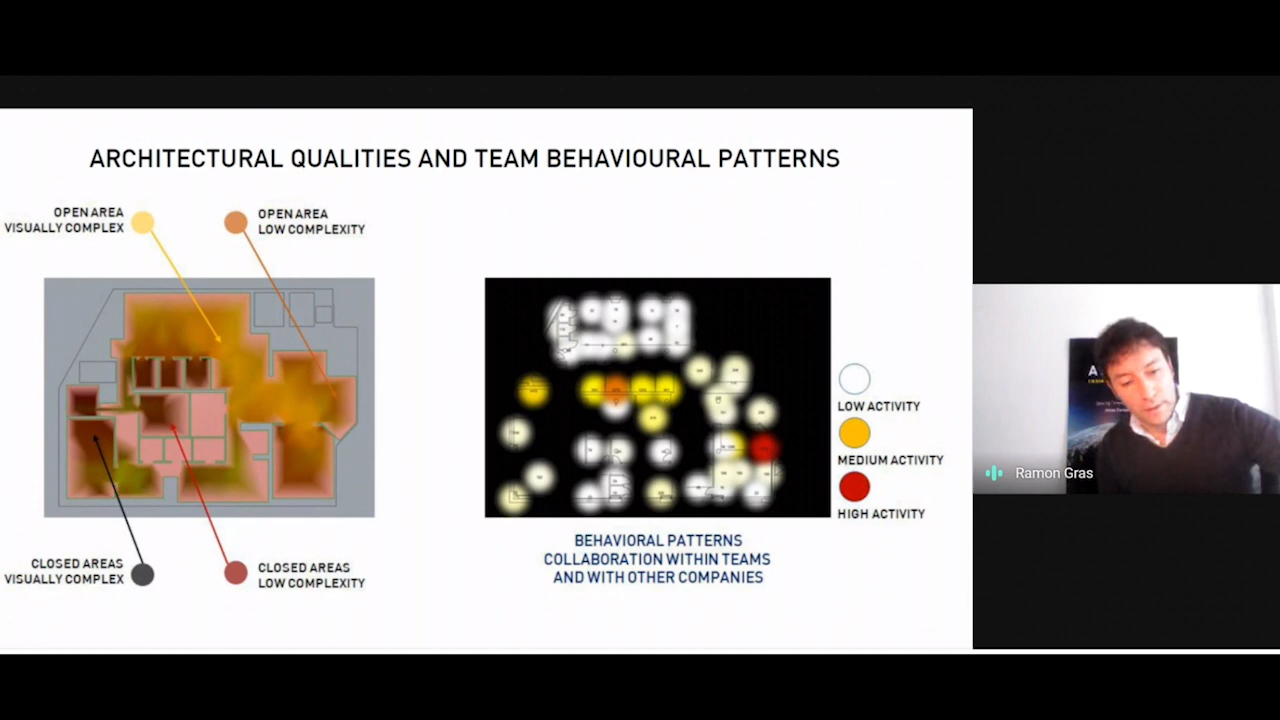 ARCHITECTURAL QUALITIES AND TEAM BEHAVIOURAL PATTERNS
OPEN AREA
VISUALLY COMPLEX
OPEN AREA
LOW COMPLEXITY
CLOSED AREAS
VISUALLY COMPLEX
CLOSED AREAS
LOW COMPLEXITY
LOW ACTIVITY
MEDIUM ACTIVITY
HIGH ACTIVITY
BEHAVIORAL PATTERNS
COLLABORATION WITHIN TEAMS
AND WITH OTHER COMPANIES
Ramon Gras